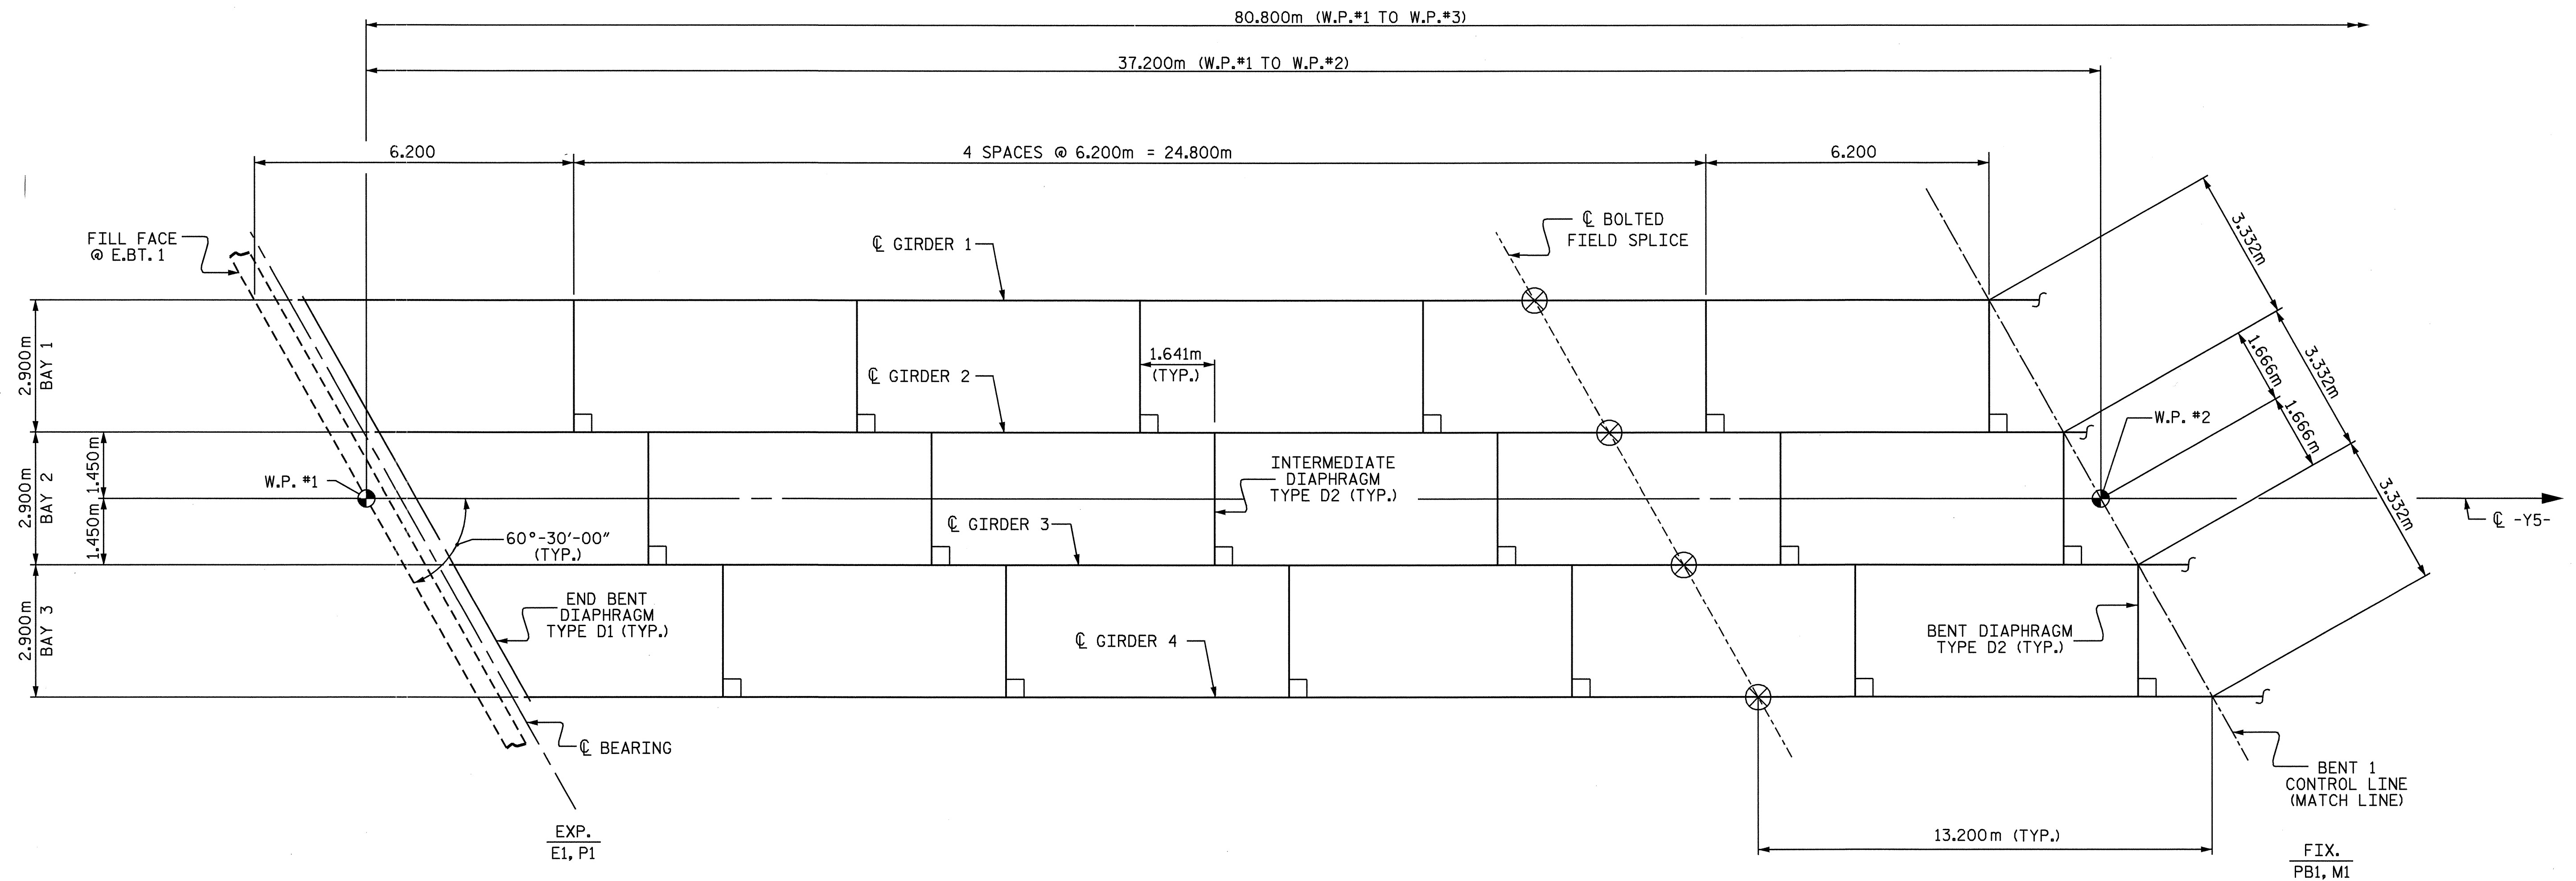 80.800m (W.P.#1 TO W.P.#3)
37.200m (W.P.#1 TO W.P.#2)
6.200
4 SPACES @ 6.200m = 24.800m
6.200
FILL FACE
@ E.BT. 1
℄ GIRDER 1
℄ BOLTED
FIELD SPLICE
3.332m
3.332m
1.666m
1.666m
3.332m
2.900m
BAY 1
1.641m
(TYP.)
℄ GIRDER 2
W.P. #2
2.900m
BAY 2
1.450m
1.450m
W.P. #1
INTERMEDIATE
DIAPHRAGM
TYPE D2 (TYP.)
℄ -Y5-
℄ GIRDER 3
60°-30'-00"
(TYP.)
2.900m
BAY 3
END BENT
DIAPHRAGM
TYPE D1 (TYP.)
℄ GIRDER 4
BENT DIAPHRAGM
TYPE D2 (TYP.)
℄ BEARING
BENT 1
CONTROL LINE
(MATCH LINE)
13.200m (TYP.)
EXP.
E1, P1
FIX.
PB1, M1